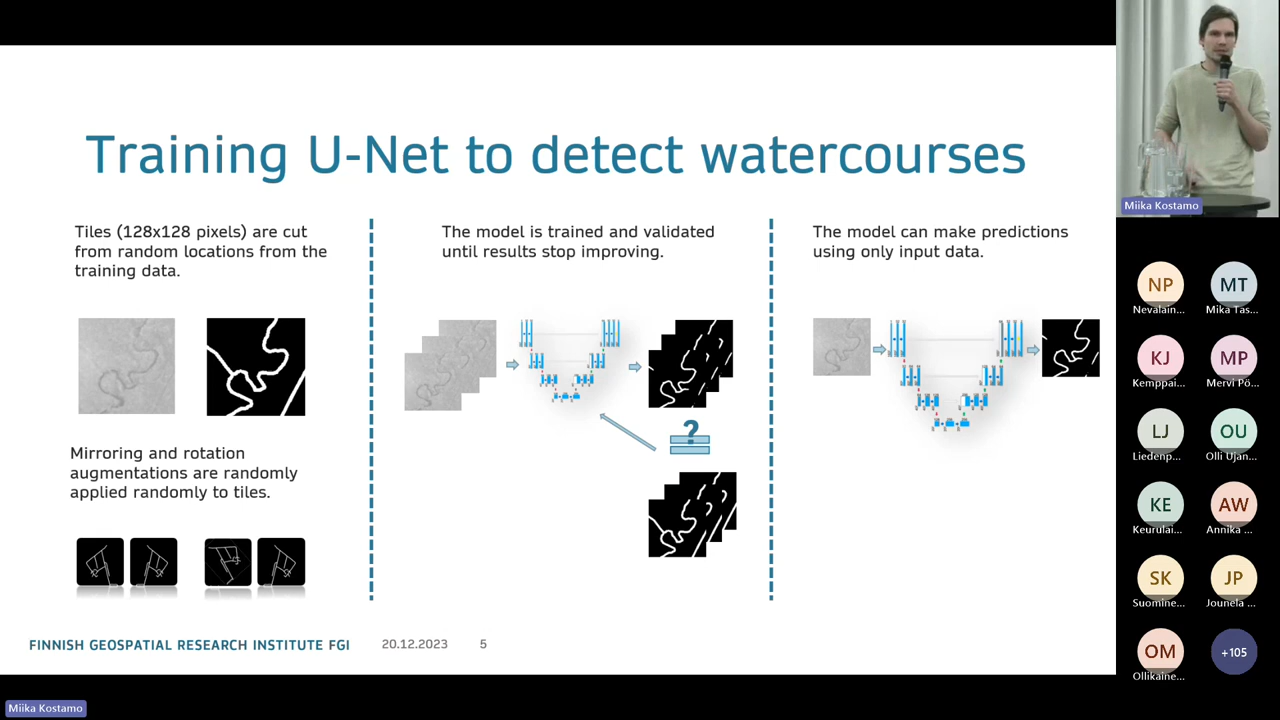 Training U-Net to detect watercourses
Tiles (128x128 pixels) are cut
from random locations from the
training data.
Mirroring and rotation
augmentations are randomly
applied randomly to tiles.
The model is trained and validated
until results stop improving.
?
The model can make predictions
using only input data.
FINNISH GEOSPATIAL RESEARCH INSTITUTE FGI
20.12.2023
5
Miika Kostamo
NP
Nevalain...
MT
Mika Tas...
KJ
Kemppai...
MP
Mervi Pö...
LJ
Liedenp...
OU
Olli Ujan...
KE
Keurulai...
AW
Annika ...
SK
Suomine...
JP
Jounela ...
OM
Ollikaine...
+105
Miika Kostamo